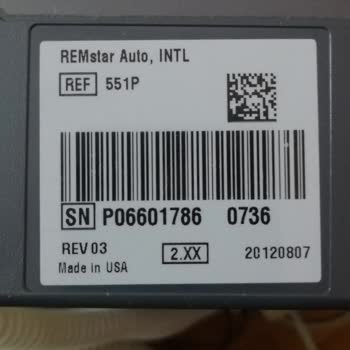 REMstar Auto, INTL
REF 551P
SN P06601786 0736
REV 03 2.XX 20120807
Made in USA